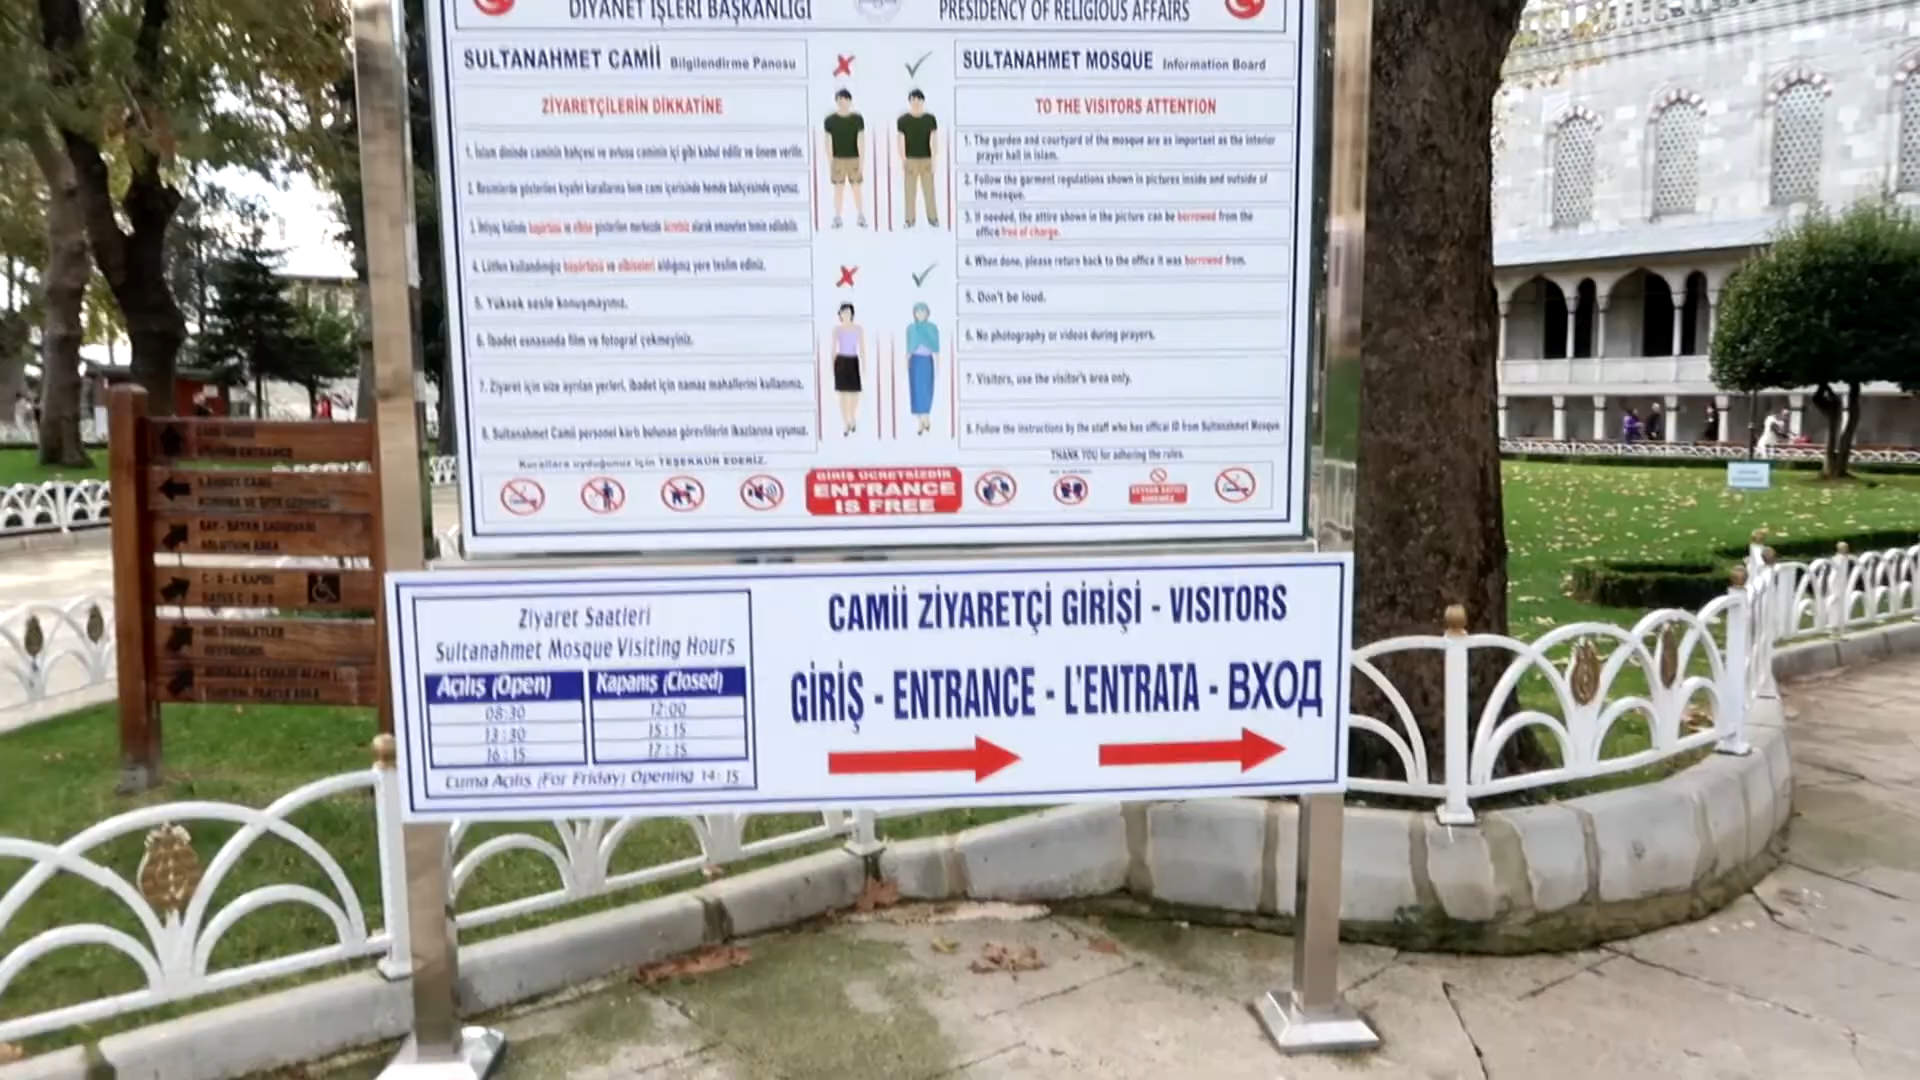 DİYANET İŞLERİ BAŞKANLIĞI
PRESIDENCY OF RELIGIOUS AFFAIRS
SULTANAHMET CAMİİ Bilgilendirme Panosu
ZİYARETÇİLERİN DİKKATİNE
1. İslam dininde caminin bahçesi ve avlusu caminin içi gibi kabul edilir ve önem verilir.
2. Resimlerde gösterilen kıyafet kurallarına hem cami içerisinde hemde bahçesinde uyunuz.
3. İhtiyaç halinde başörtüsü ve elbise gösterilen merkezde ücretsiz olarak emaneten temin edilebilir.
4. Lütfen kullandığınız başörtüsü ve elbiseleri aldığınız yere teslim ediniz.
5. Yüksek sesle konuşmayınız.
6. İbadet esnasında film ve fotoğraf çekmeyiniz.
7. Ziyaret için size ayrılan yerleri, ibadet için namaz mahallerini kullanınız.
8. Sultanahmet Camii personel kartı bulunan görevlilerin ikazlarına uyunuz.
Kurallara uyduğunuz için TEŞEKKÜR EDERİZ.
SULTANAHMET MOSQUE Information Board
TO THE VISITORS ATTENTION
1. The garden and courtyard of the mosque are as important as the interior
prayer hall in islam.
2. Follow the garment regulations shown in pictures inside and outside of
the mosque.
3. If needed, the attire shown in the picture can be borrowed from the
office free of charge.
4. When done, please return back to the office it was borrowed from.
5. Don't be loud.
6. No photography or videos during prayers.
7. Visitors, use the visitor's area only.
8. Follow the instructions by the staff who has offical ID from Sultanahmet Mosque
THANK YOU for adhering the rules.
GİRİŞ ÜCRETSİZDİR
ENTRANCE
IS FREE
Ziyaret Saatleri
Sultanahmet Mosque Visiting Hours
Açılış (Open) Kapanış (Closed)
08:30 12:00
13:30 15:15
16:15 17:15
Cuma Açılış (For Friday) Opening 14:15
CAMİİ ZİYARETÇİ GİRİŞİ - VISITORS
GİRİŞ - ENTRANCE - L'ENTRATA - ВХОД